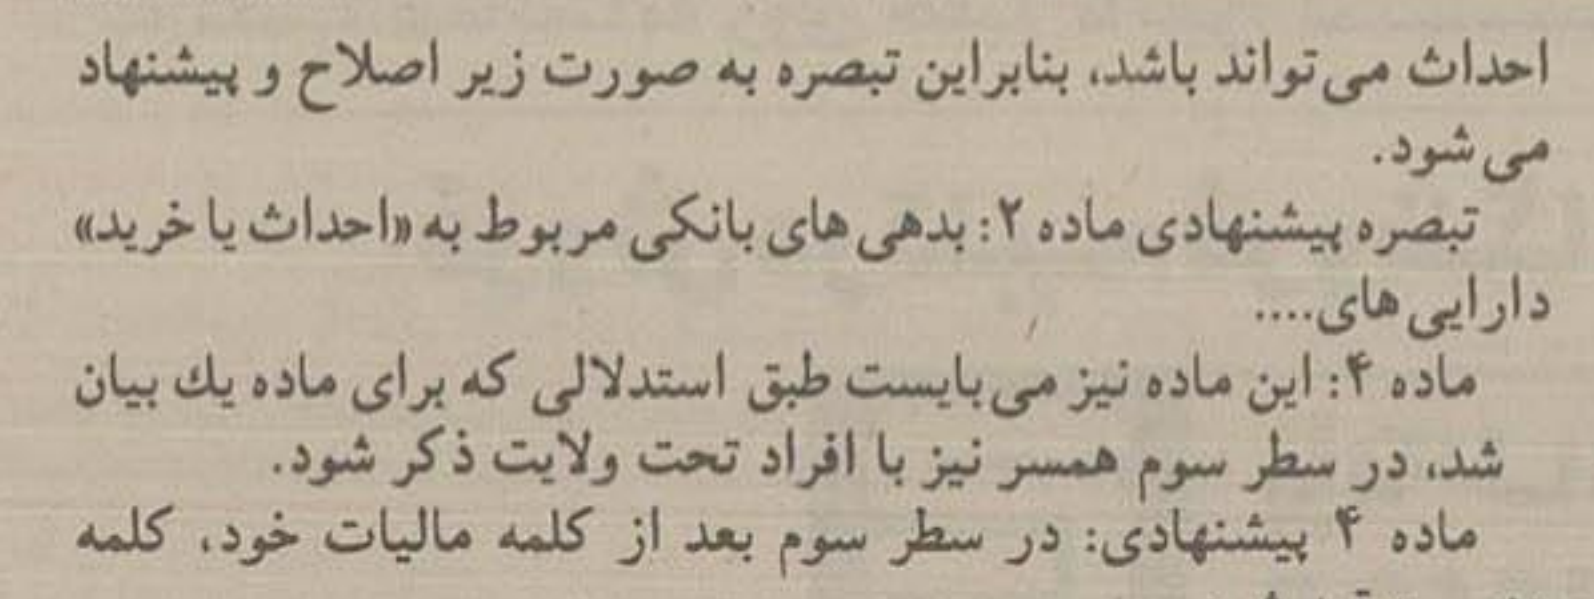 احداث می‌تواند باشد، بنابراین تبصره به صورت زیر اصلاح و پیشنهاد
می‌شود.
تبصره پیشنهادی ماده ۲: بدهی‌های بانکی مربوط به «احداث یا خرید»
دارایی‌های....
ماده ۴: این ماده نیز می‌بایست طبق استدلالی که برای ماده یك بیان
شد، در سطر سوم همسر نیز با افراد تحت ولایت ذکر شود.
ماده ۴ پیشنهادی: در سطر سوم بعد از کلمه مالیات خود، کلمه